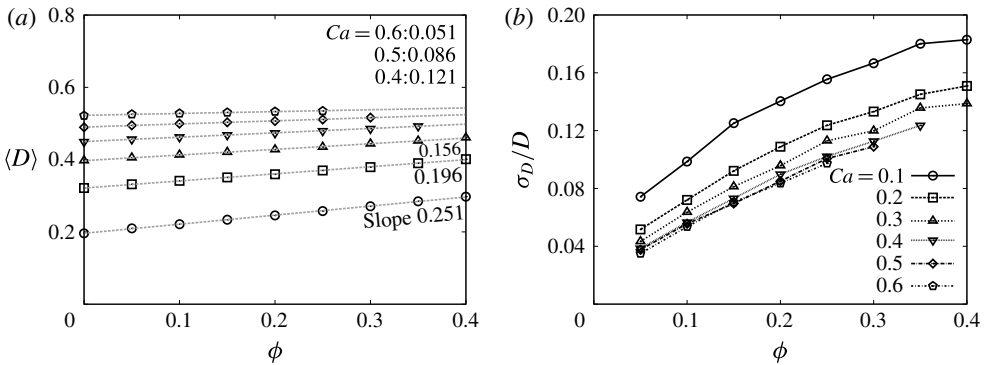 (a)
0.8
0.6
0.4
0.2
⟨D⟩
Ca = 0.6:0.051
0.5:0.086
0.4:0.121
0.156
0.196
Slope 0.251
0 0.1 0.2 0.3 0.4
ϕ
(b)
0.20
0.16
0.12
0.08
0.04
σD/D
Ca = 0.1
0.2
0.3
0.4
0.5
0.6
0 0.1 0.2 0.3 0.4
ϕ